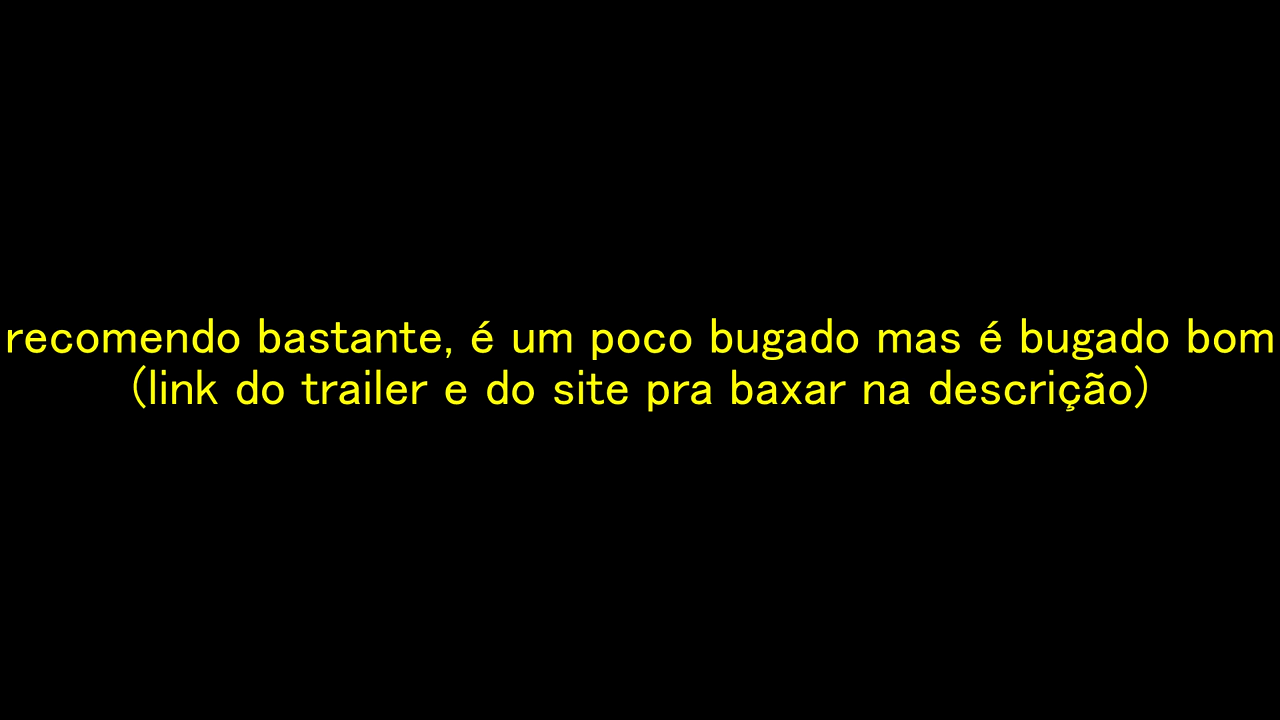 recomendo bastante, é um poco bugado mas é bugado bom
(link do trailer e do site pra baxar na descrição)